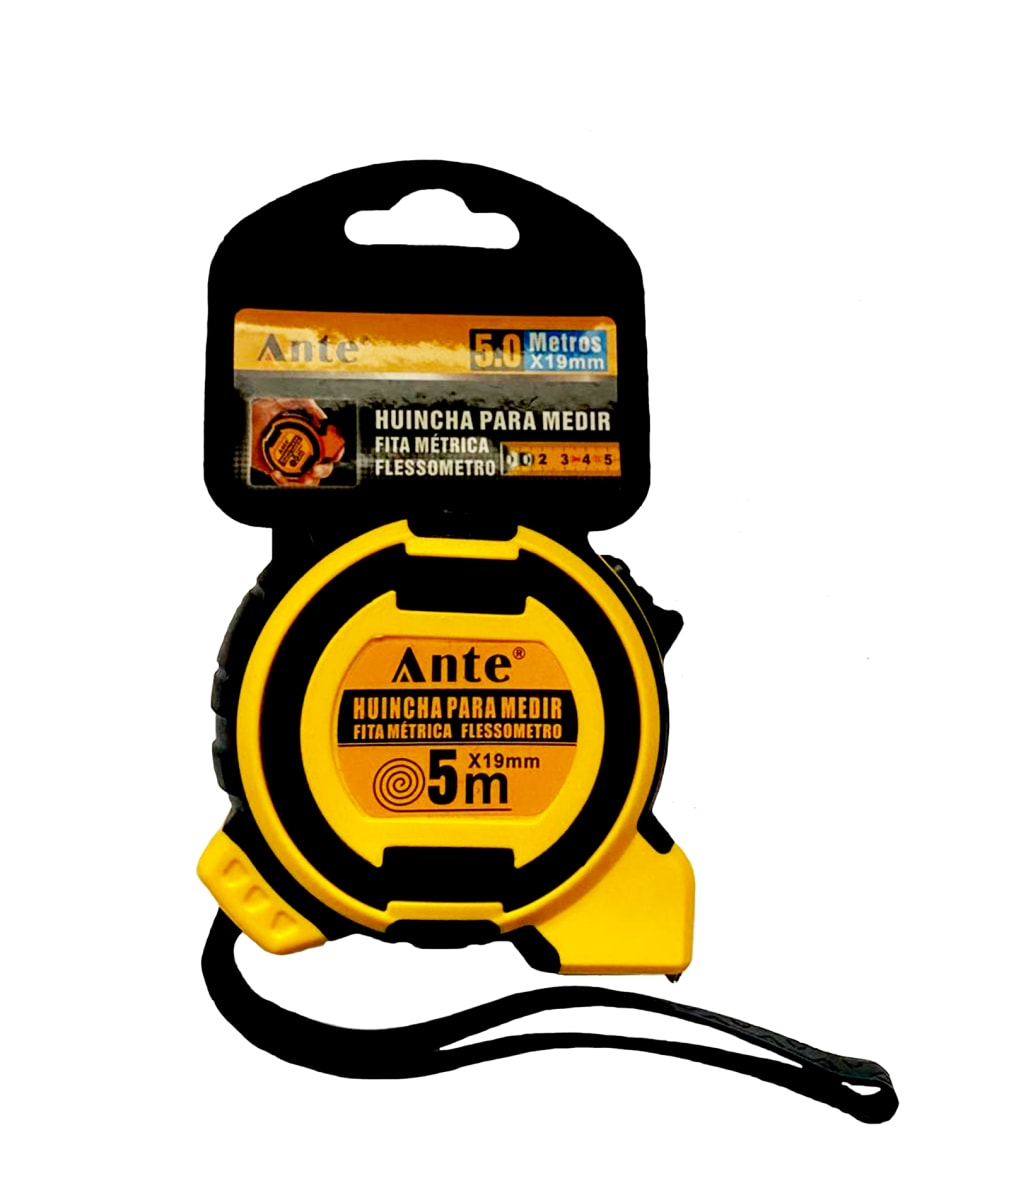 Ante®
5.0 Metros
X19mm
HUINCHA PARA MEDIR
FITA MÉTRICA
FLESSOMETRO
2 3 4 5
Ante®
HUINCHA PARA MEDIR
FITA MÉTRICA FLESSOMETRO
5m X19mm